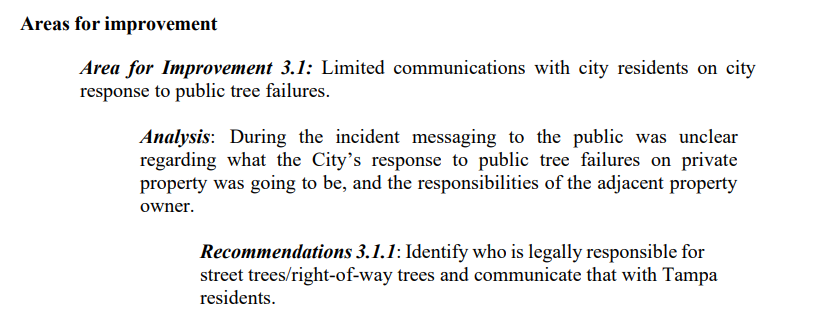 Areas for improvement
Area for Improvement 3.1: Limited communications with city residents on city
response to public tree failures.
Analysis: During the incident messaging to the public was unclear
regarding what the City's response to public tree failures on private
property was going to be, and the responsibilities of the adjacent property
owner.
Recommendations 3.1.1: Identify who is legally responsible for
street trees/right-of-way trees and communicate that with Tampa
residents.